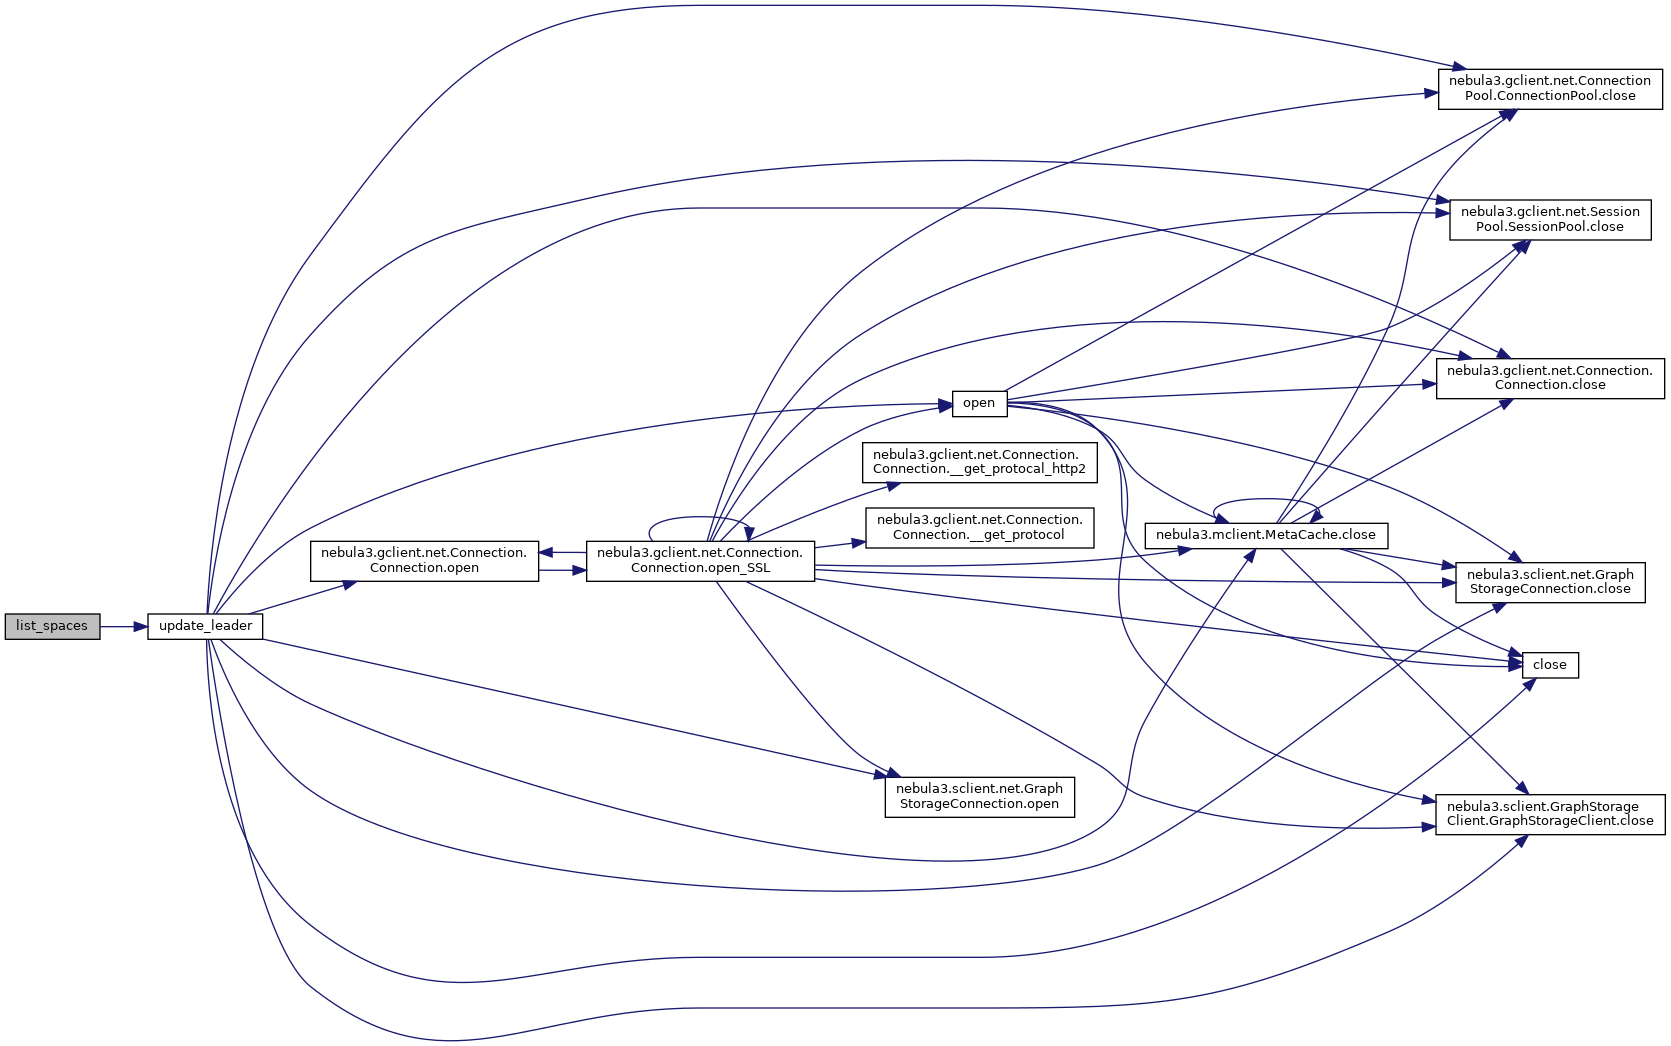 list_spaces
update_leader
nebula3.gclient.net.Connection.
Connection.open
nebula3.gclient.net.Connection.
Connection.open_SSL
open
nebula3.gclient.net.Connection.
Connection.__get_protocal_http2
nebula3.gclient.net.Connection.
Connection.__get_protocol
nebula3.sclient.net.Graph
StorageConnection.open
nebula3.mclient.MetaCache.close
nebula3.gclient.net.Connection
Pool.ConnectionPool.close
nebula3.gclient.net.Session
Pool.SessionPool.close
nebula3.gclient.net.Connection.
Connection.close
nebula3.sclient.net.Graph
StorageConnection.close
close
nebula3.sclient.GraphStorage
Client.GraphStorageClient.close